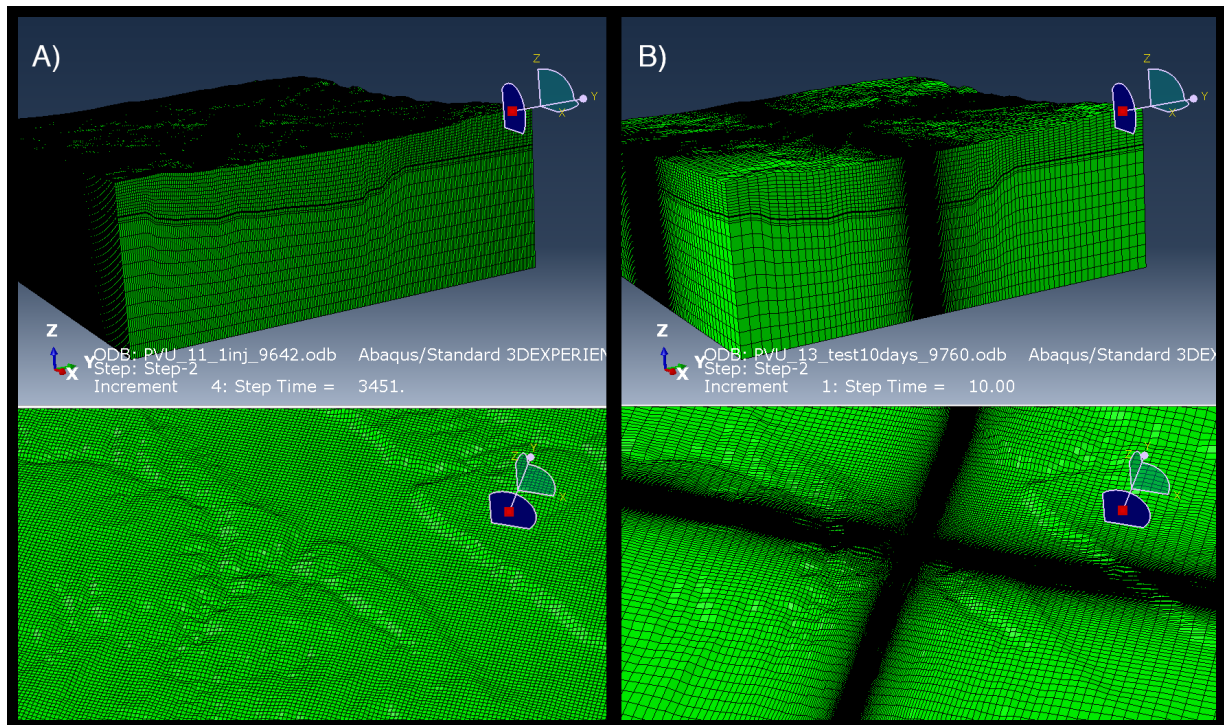 A)
Z
Y
X
Z
Y
X
ODB: PVU_11_1inj_9642.odb Abaqus/Standard 3DEXPERIEN
Step: Step-2
Increment 4: Step Time = 3451.
Y
Z
X
B)
Z
Y
X
Z
Y
X
ODB: PVU_13_test10days_9760.odb Abaqus/Standard 3DEX
Step: Step-2
Increment 1: Step Time = 10.00
Y
Z
X